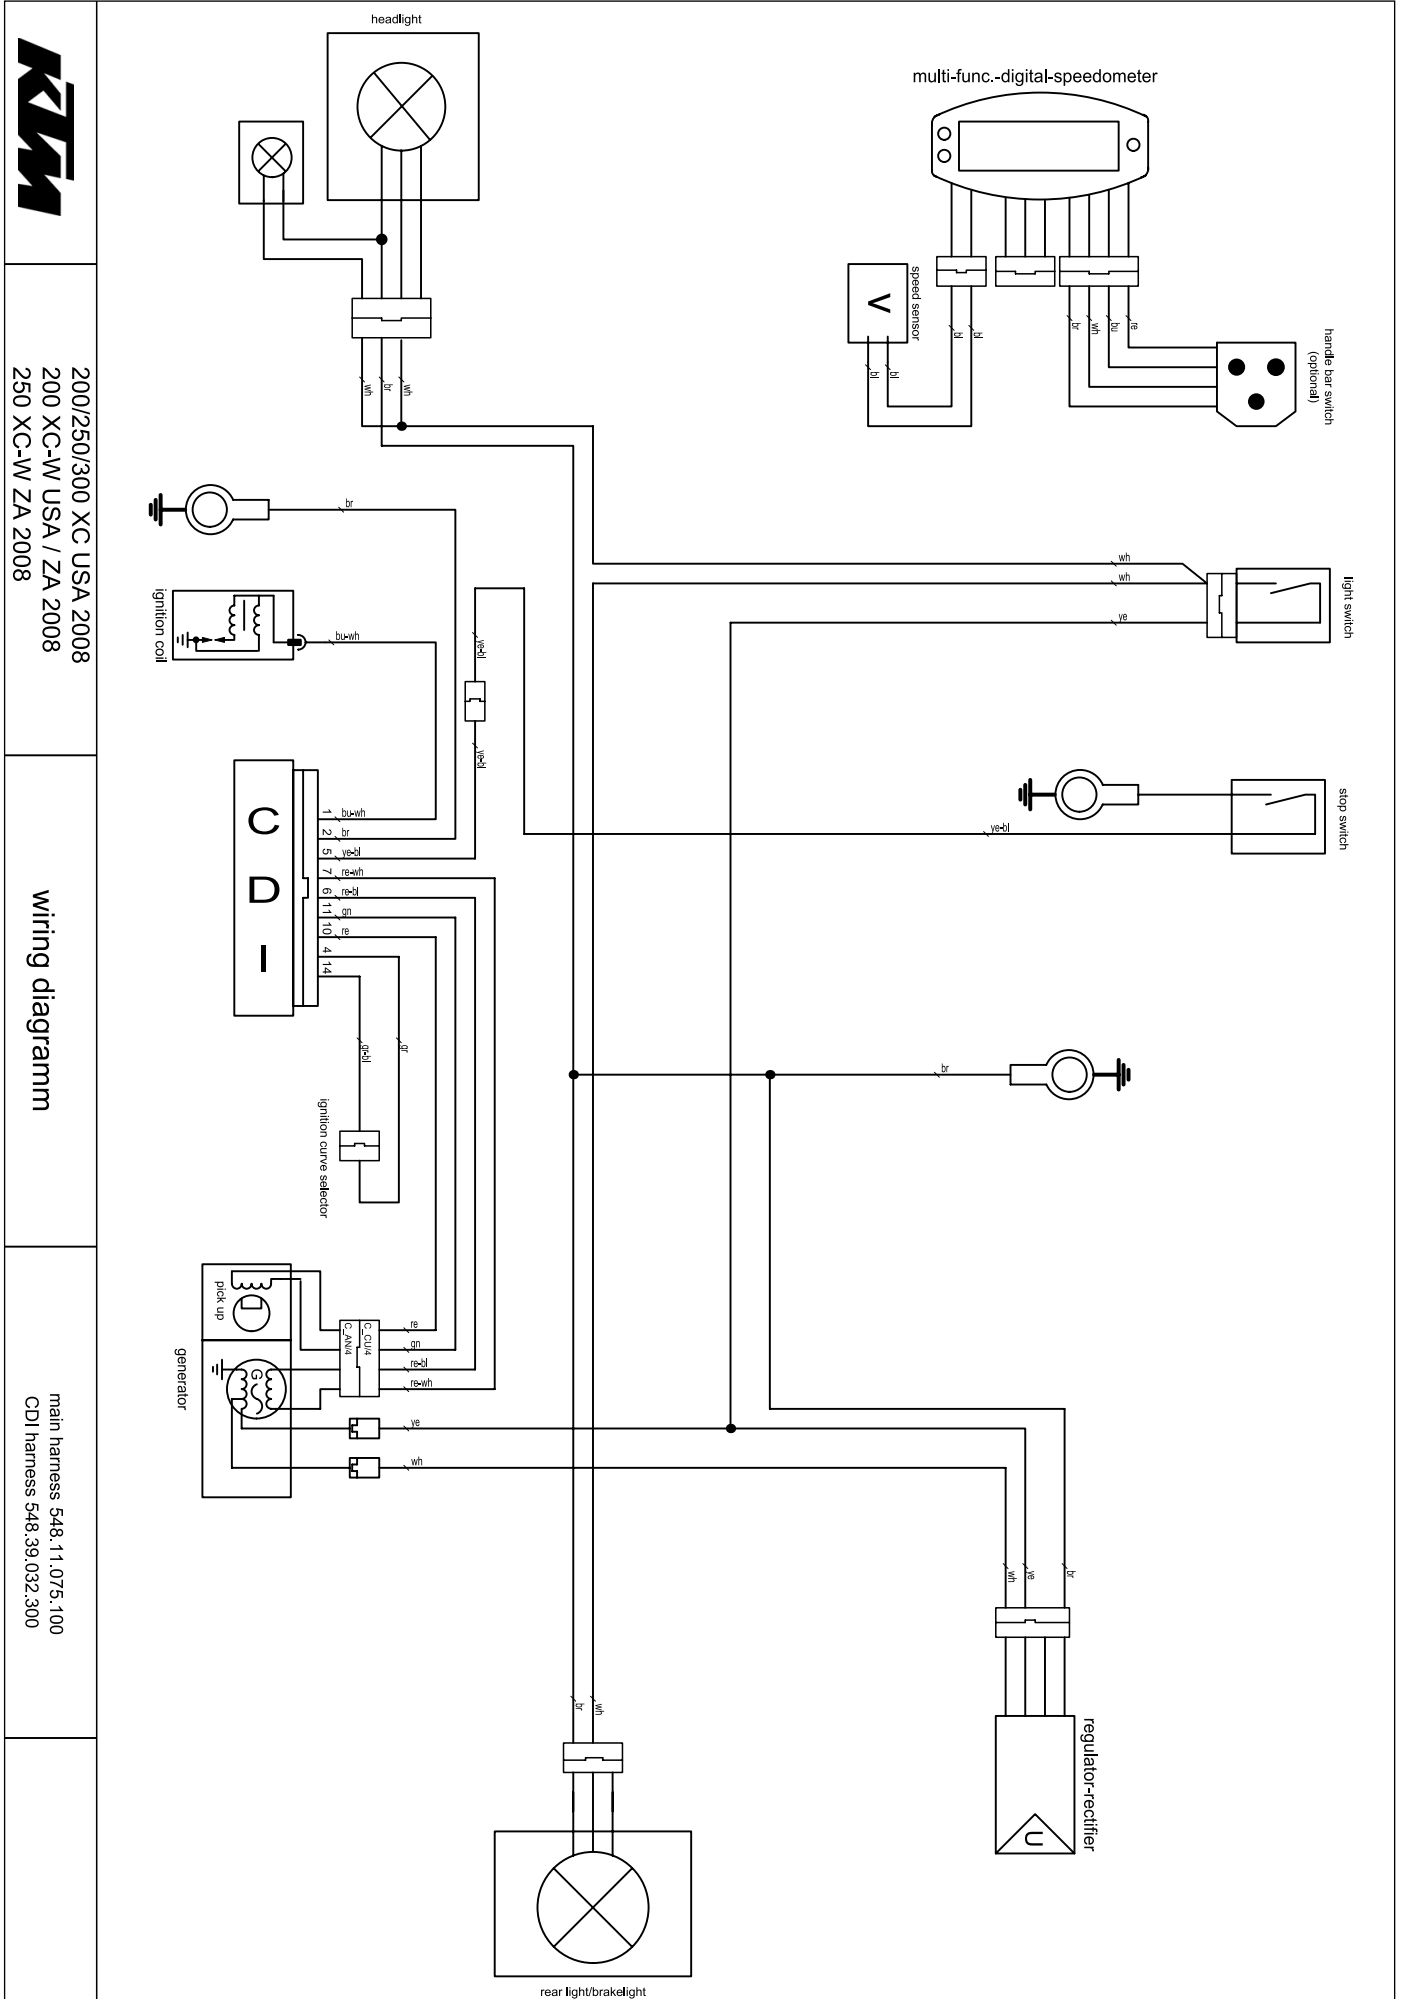 headlight
multi-func.-digital-speedometer
speed sensor
V
bl
bl
bl
bl
br
wh
bu
re
handle bar switch
(optional)
wh
br
wh
br
ignition coil
bu-wh
ye-bl
ye-bl
wh
wh
ye
light switch
stop switch
ye-bl
C
D
I
1 bu-wh
2 br
5 ye-bl
7 re-wh
6 re-bl
11 gn
10 re
4
14
gr-bl
gr
ignition curve selector
br
pick up
generator
G
C_AN/4
C_CU/4
re
gn
re-bl
re-wh
ye
wh
wh
ye
br
regulator-rectifier
U
br
wh
rear light/brakelight
KTM
200/250/300 XC USA 2008
200 XC-W USA / ZA 2008
250 XC-W ZA 2008
wiring diagramm
main harness 548.11.075.100
CDI harness 548.39.032.300